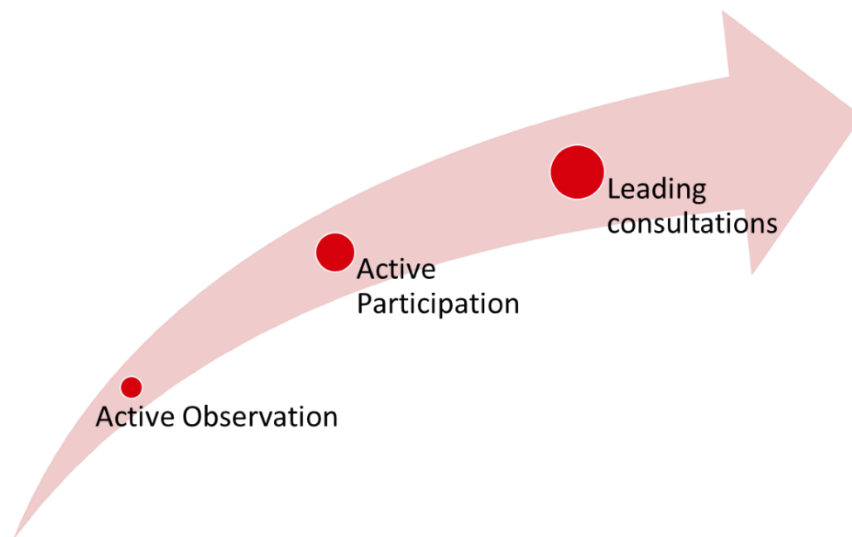 Leading
consultations
Active
Participation
Active Observation